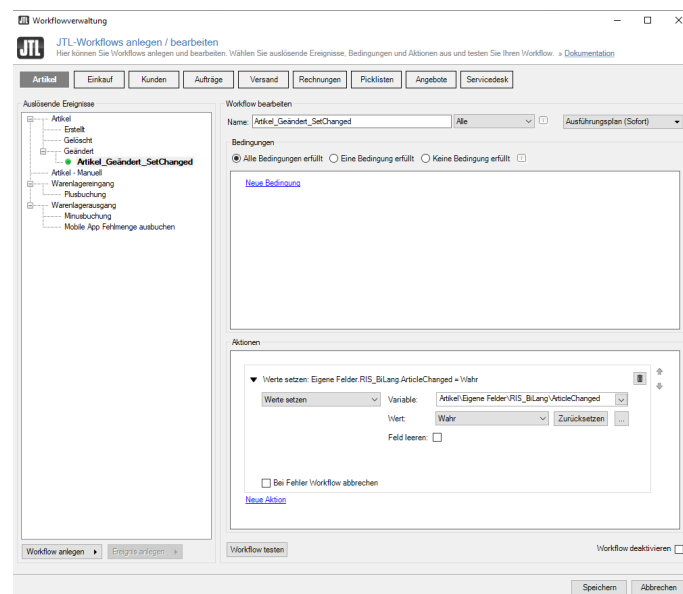 JTL Workflowverwaltung
JTL JTL-Workflows anlegen / bearbeiten
Hier können Sie Workflows anlegen und bearbeiten. Wählen Sie auslösende Ereignisse, Bedingungen und Aktionen aus und testen Sie Ihren Workflow. » Dokumentation
Artikel Einkauf Kunden Aufträge Versand Rechnungen Picklisten Angebote Servicedesk
Auslösende Ereignisse
Artikel
Erstellt
Gelöscht
Geändert
Artikel_Geändert_SetChanged
Artikel - Manuell
Warenlagereingang
Plusbuchung
Warenlagerausgang
Minusbuchung
Mobile App Fehlmenge ausbuchen
Workflow anlegen Ereignis anlegen
Workflow bearbeiten
Name: Artikel_Geändert_SetChanged Alle Ausführungsplan (Sofort)
Bedingungen
Alle Bedingungen erfüllt Eine Bedingung erfüllt Keine Bedingung erfüllt
Neue Bedingung
Aktionen
Werte setzen: Eigene Felder.RIS_BiLang.ArticleChanged = Wahr
Werte setzen Variable: Artikel\Eigene Felder\RIS_BiLang\ArticleChanged
Wert: Wahr Zurücksetzen ...
Feld leeren:
Bei Fehler Workflow abbrechen
Neue Aktion
Workflow testen Workflow deaktivieren
Speichern Abbrechen